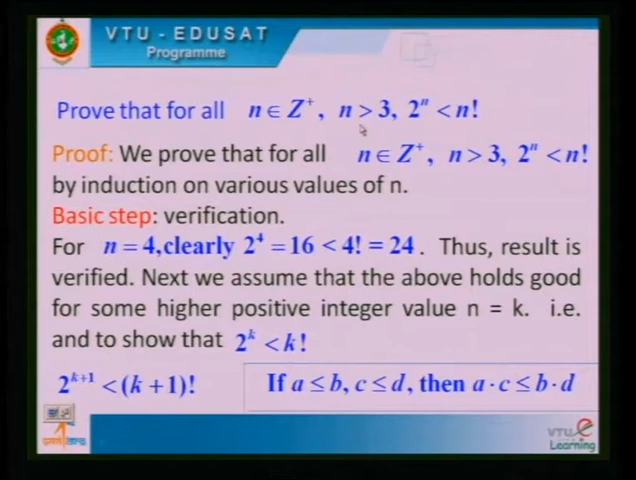 VTU - EDUSAT
Programme
Prove that for all n ∈ Z⁺, n > 3, 2ⁿ < n!
Proof: We prove that for all n ∈ Z⁺, n > 3, 2ⁿ < n!
by induction on various values of n.
Basic step: verification.
For n = 4, clearly 2⁴ = 16 < 4! = 24 . Thus, result is
verified. Next we assume that the above holds good
for some higher positive integer value n = k. i.e.
and to show that 2ᵏ < k!
2ᵏ⁺¹ < (k + 1)!
If a ≤ b, c ≤ d, then a · c ≤ b · d
VTU e
Learning